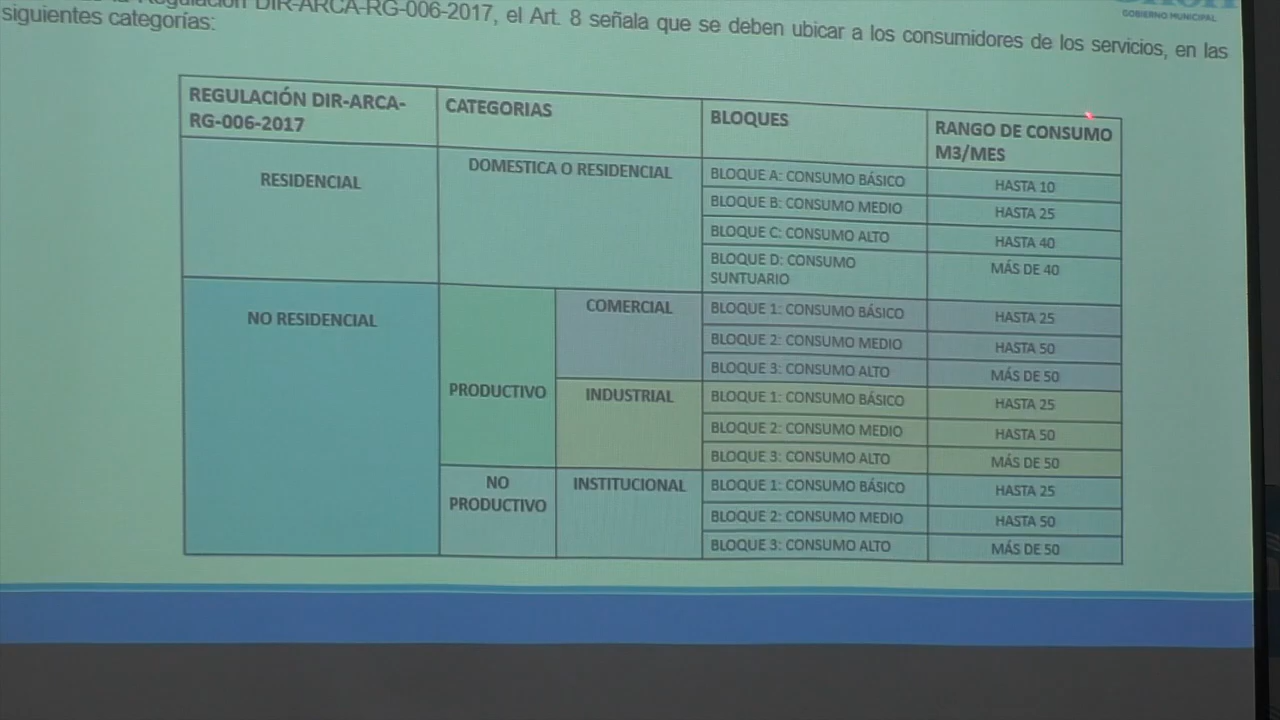 la Regulación DIR-ARCA-RG-006-2017, el Art. 8 señala que se deben ubicar a los consumidores de los servicios, en las
siguientes categorías:
GOBIERNO MUNICIPAL
REGULACIÓN DIR-ARCA-
RG-006-2017
CATEGORIAS
BLOQUES
RANGO DE CONSUMO
M3/MES
RESIDENCIAL
DOMESTICA O RESIDENCIAL
BLOQUE A: CONSUMO BÁSICO
HASTA 10
BLOQUE B: CONSUMO MEDIO
HASTA 25
BLOQUE C: CONSUMO ALTO
HASTA 40
BLOQUE D: CONSUMO
SUNTUARIO
MÁS DE 40
NO RESIDENCIAL
PRODUCTIVO
COMERCIAL
BLOQUE 1: CONSUMO BÁSICO
HASTA 25
BLOQUE 2: CONSUMO MEDIO
HASTA 50
BLOQUE 3: CONSUMO ALTO
MÁS DE 50
INDUSTRIAL
BLOQUE 1: CONSUMO BÁSICO
HASTA 25
BLOQUE 2: CONSUMO MEDIO
HASTA 50
BLOQUE 3: CONSUMO ALTO
MÁS DE 50
NO
PRODUCTIVO
INSTITUCIONAL
BLOQUE 1: CONSUMO BÁSICO
HASTA 25
BLOQUE 2: CONSUMO MEDIO
HASTA 50
BLOQUE 3: CONSUMO ALTO
MÁS DE 50